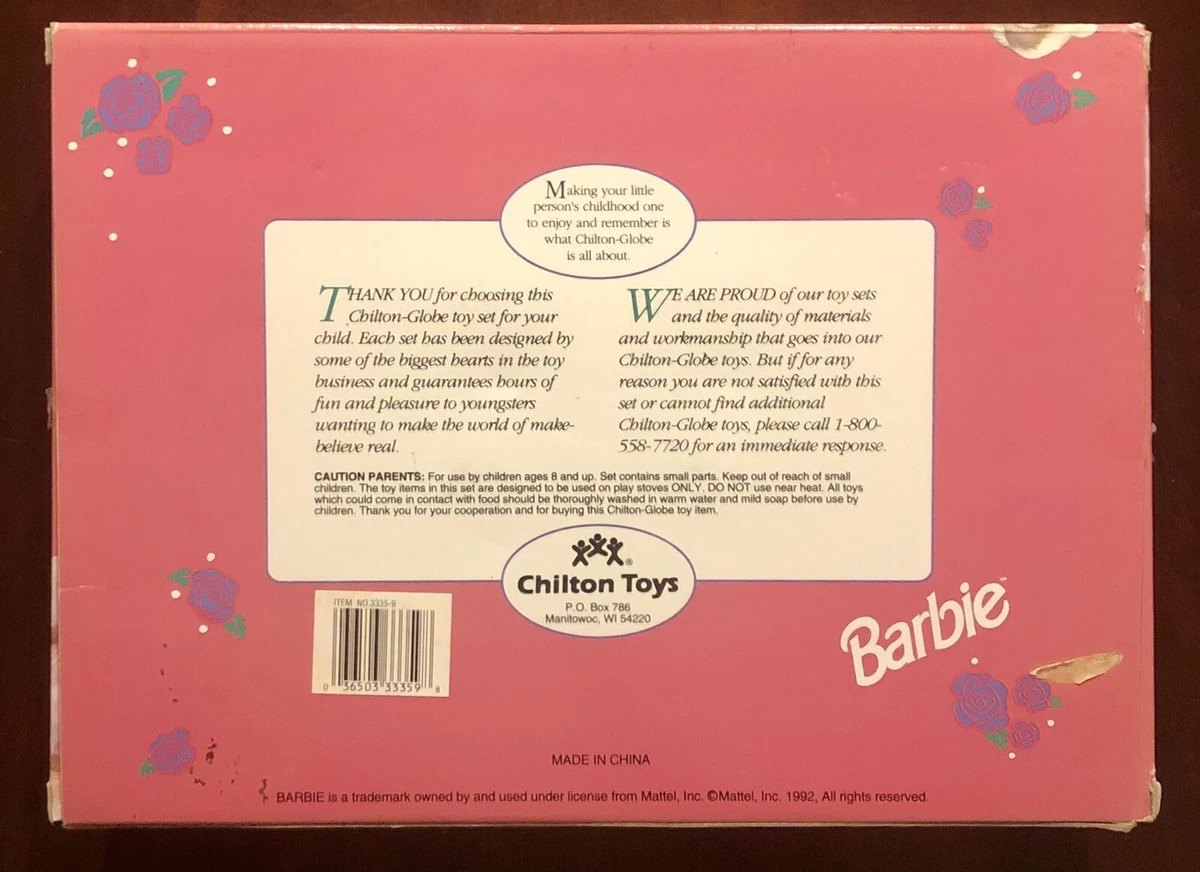 Making your little
person's childhood one
to enjoy and remember is
what Chilton-Globe
is all about.
THANK YOU for choosing this
Chilton-Globe toy set for your
child. Each set has been designed by
some of the biggest hearts in the toy
business and guarantees hours of
fun and pleasure to youngsters
wanting to make the world of make-
believe real.
WE ARE PROUD of our toy sets
and the quality of materials
and workmanship that goes into our
Chilton-Globe toys. But if for any
reason you are not satisfied with this
set or cannot find additional
Chilton-Globe toys, please call 1-800-
558-7720 for an immediate response.
CAUTION PARENTS: For use by children ages 8 and up. Set contains small parts. Keep out of reach of small
children. The toy items in this set are designed to be used on play stoves ONLY. DO NOT use near heat. All toys
which could come in contact with food should be thoroughly washed in warm water and mild soap before use by
children. Thank you for your cooperation and for buying this Chilton-Globe toy item.
®
Chilton Toys
P.O. Box 786
Manitowoc, WI 54220
ITEM NO.3335-9
0 36503 33359 8
Barbie™
MADE IN CHINA
BARBIE is a trademark owned by and used under license from Mattel, Inc. ©Mattel, Inc. 1992, All rights reserved.